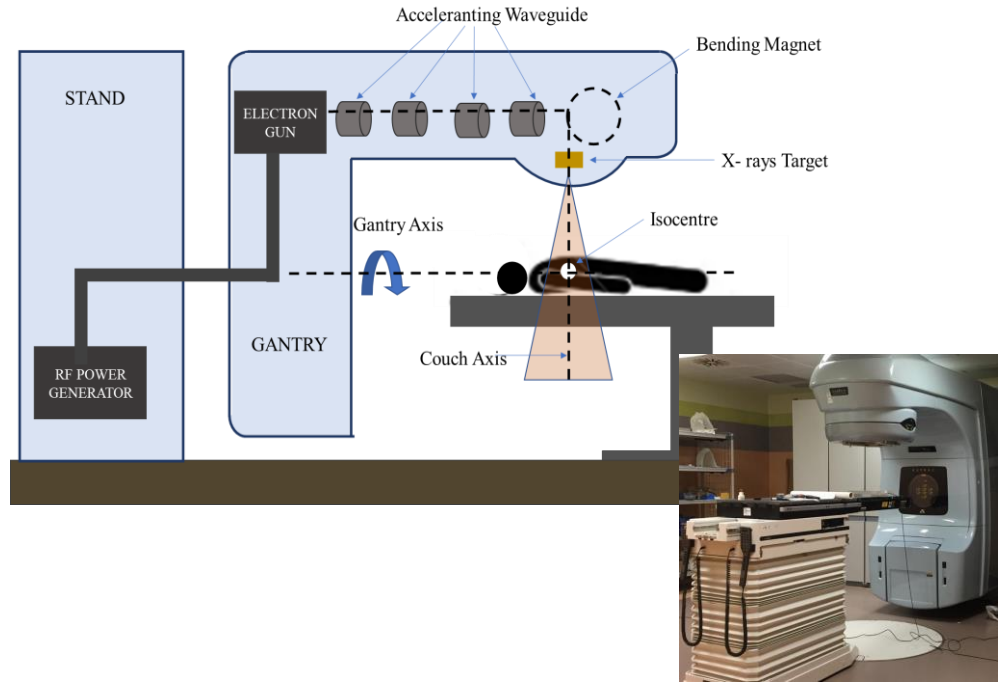 Acceleranting Waveguide
Bending Magnet
STAND
ELECTRON
GUN
X- rays Target
Isocentre
Gantry Axis
GANTRY
Couch Axis
RF POWER
GENERATOR